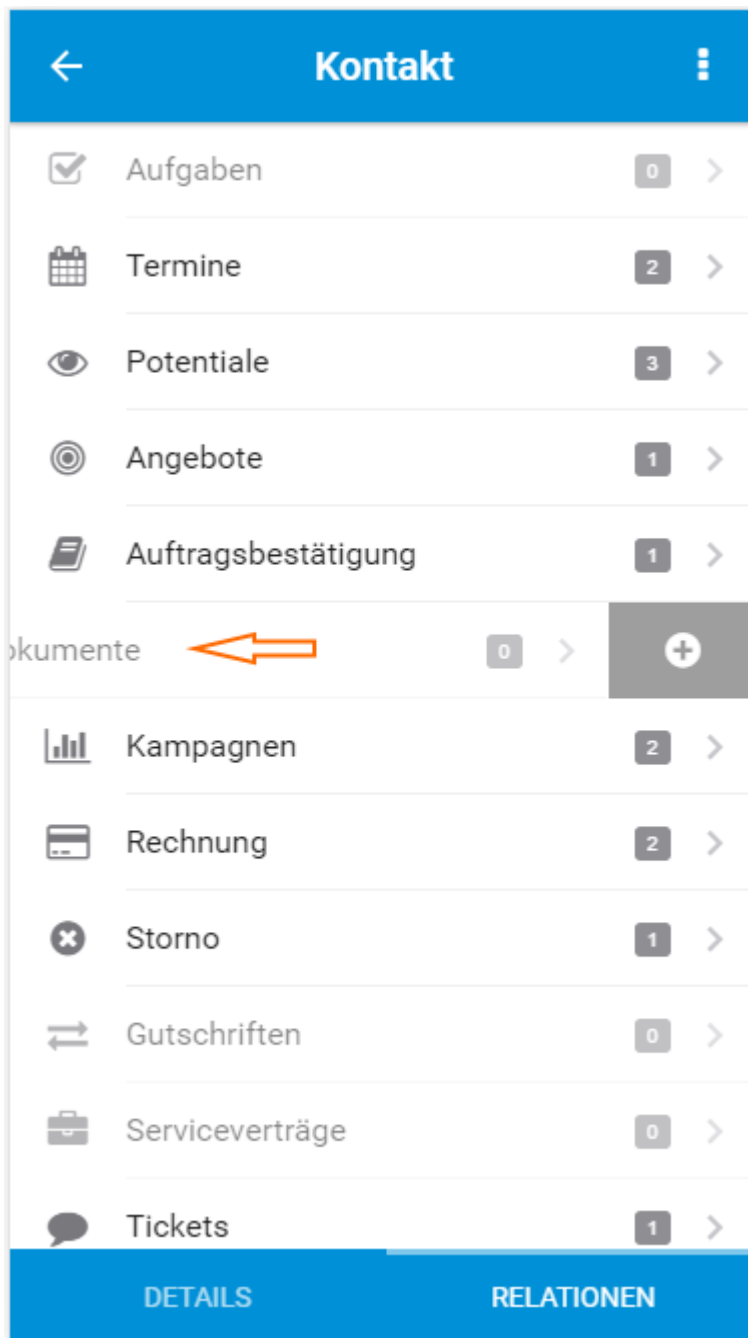 Kontakt
Aufgaben 0
Termine 2
Potentiale 3
Angebote 1
Auftragsbestätigung 1
okumente 0
Kampagnen 2
Rechnung 2
Storno 1
Gutschriften 0
Serviceverträge 0
Tickets 1
DETAILS RELATIONEN